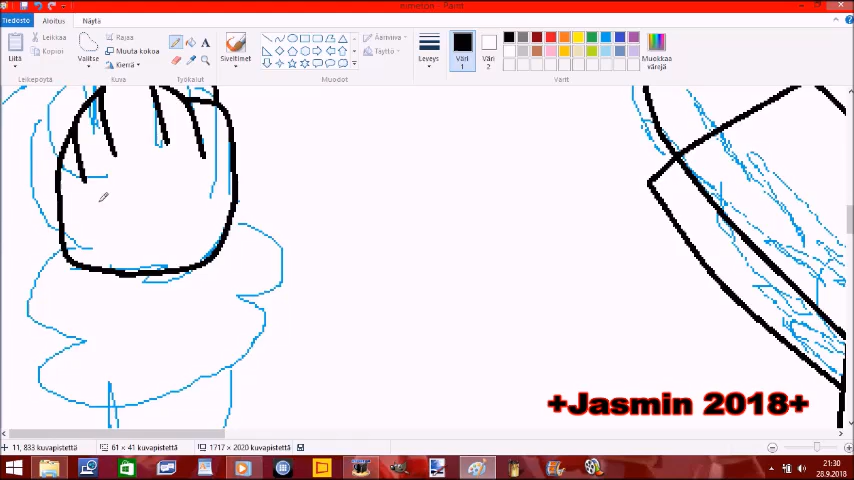 nimetön - Paint
Tiedosto
Aloitus
Näytä
Liitä
Leikkaa
Kopioi
Leikepöytä
Valitse
Rajaa
Muuta kokoa
Kierrä
Kuva
A
Työkalut
Siveltimet
Muodot
Ääriviiva
Täyttö
Leveys
Väri 1
Väri 2
Värit
Muokkaa värejä
+Jasmin 2018+
11, 833 kuvapistettä
61 × 41 kuvapistettä
1717 × 2020 kuvapistettä
21:30
28.9.2018